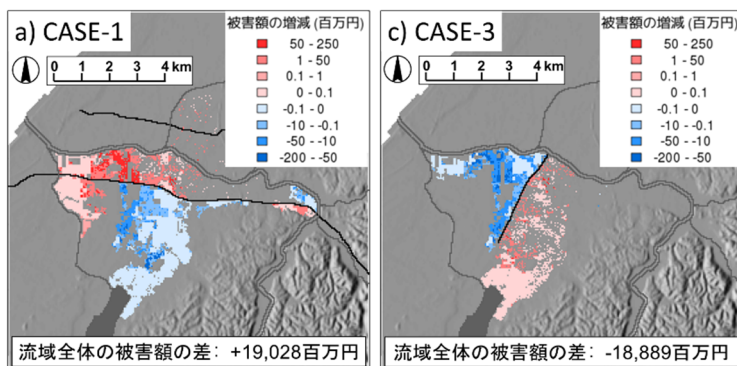 a) CASE-1
被害額の増減 (百万円)
50 - 250
1 - 50
0.1 - 1
0 - 0.1
-0.1 - 0
-10 - -0.1
-50 - -10
-200 - -50
0 1 2 3 4 km
流域全体の被害額の差: +19,028百万円
c) CASE-3
被害額の増減 (百万円)
50 - 250
1 - 50
0.1 - 1
0 - 0.1
-0.1 - 0
-10 - -0.1
-50 - -10
-200 - -50
0 1 2 3 4 km
流域全体の被害額の差: -18,889百万円